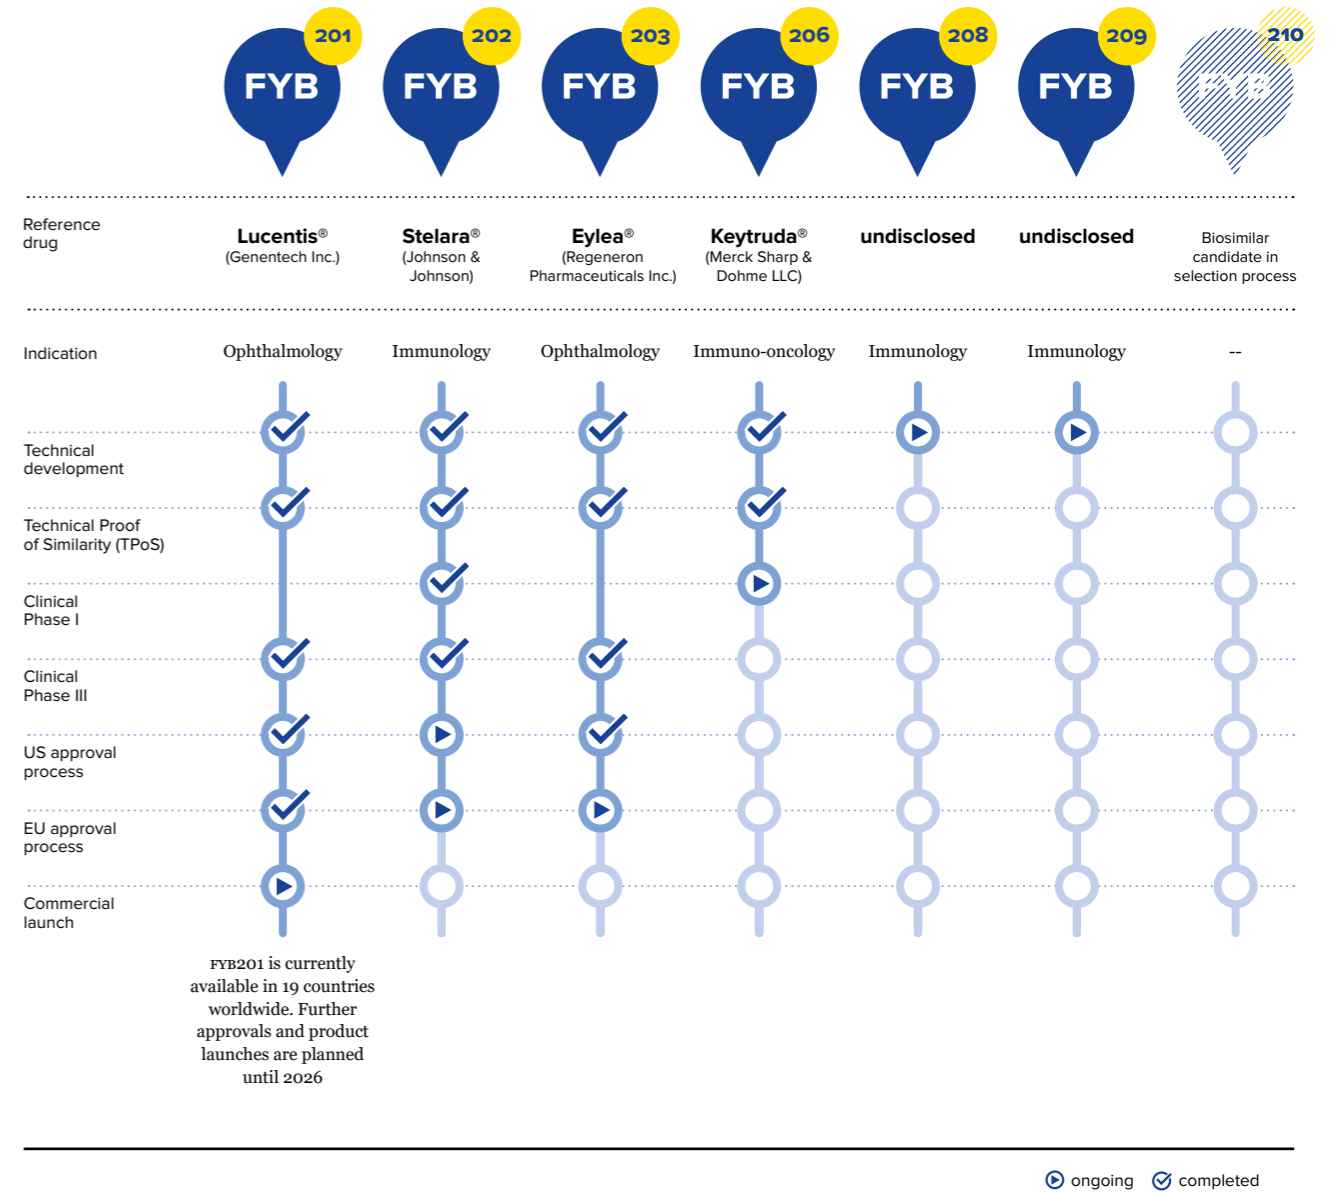 201 202 203 206 208 209 210
FYB FYB FYB FYB FYB FYB FYB
Reference
drug
Lucentis®
(Genentech Inc.)
Stelara®
(Johnson &
Johnson)
Eylea®
(Regeneron
Pharmaceuticals Inc.)
Keytruda®
(Merck Sharp &
Dohme LLC)
undisclosed
undisclosed
Biosimilar
candidate in
selection process
Indication
Ophthalmology
Immunology
Ophthalmology
Immuno-oncology
Immunology
Immunology
--
Technical
development
Technical Proof
of Similarity (TPoS)
Clinical
Phase I
Clinical
Phase III
US approval
process
EU approval
process
Commercial
launch
FYB201 is currently
available in 19 countries
worldwide. Further
approvals and product
launches are planned
until 2026
ongoing completed